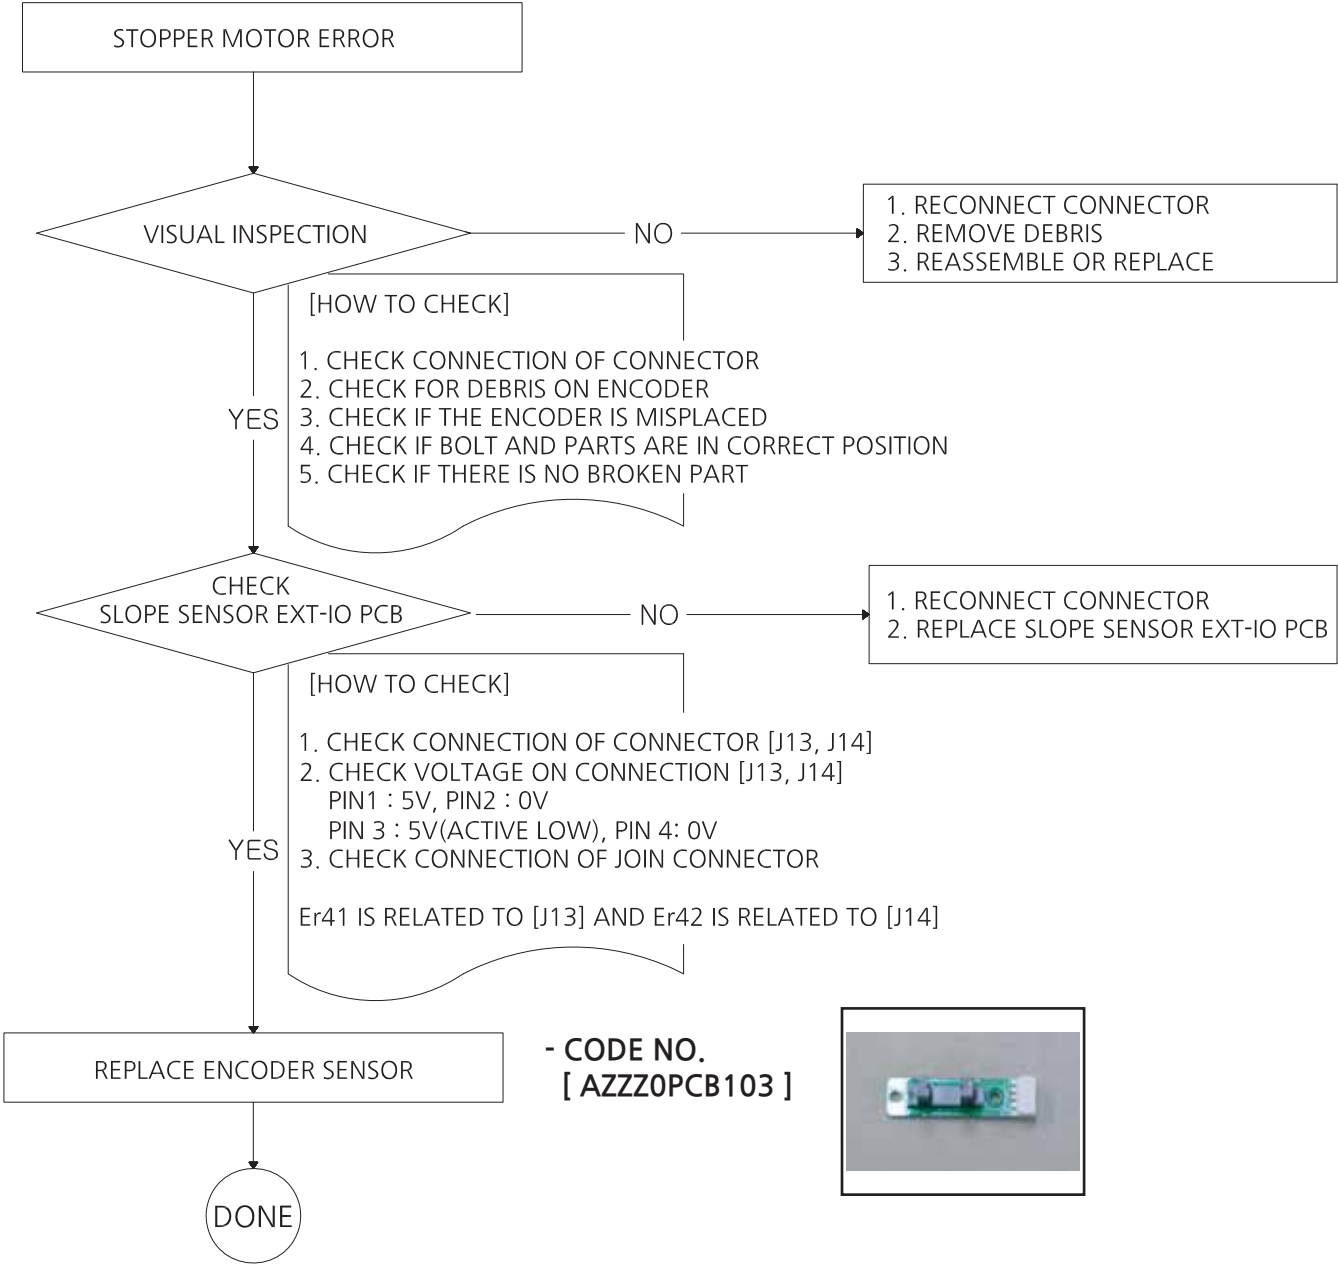 STOPPER MOTOR ERROR
VISUAL INSPECTION
NO
1. RECONNECT CONNECTOR
2. REMOVE DEBRIS
3. REASSEMBLE OR REPLACE
[HOW TO CHECK]
1. CHECK CONNECTION OF CONNECTOR
2. CHECK FOR DEBRIS ON ENCODER
3. CHECK IF THE ENCODER IS MISPLACED
4. CHECK IF BOLT AND PARTS ARE IN CORRECT POSITION
5. CHECK IF THERE IS NO BROKEN PART
YES
CHECK
SLOPE SENSOR EXT-IO PCB
NO
1. RECONNECT CONNECTOR
2. REPLACE SLOPE SENSOR EXT-IO PCB
[HOW TO CHECK]
1. CHECK CONNECTION OF CONNECTOR [J13, J14]
2. CHECK VOLTAGE ON CONNECTION [J13, J14]
PIN1 : 5V, PIN2 : 0V
PIN 3 : 5V(ACTIVE LOW), PIN 4: 0V
3. CHECK CONNECTION OF JOIN CONNECTOR
Er41 IS RELATED TO [J13] AND Er42 IS RELATED TO [J14]
YES
REPLACE ENCODER SENSOR
- CODE NO.
[ AZZZ0PCB103 ]
DONE